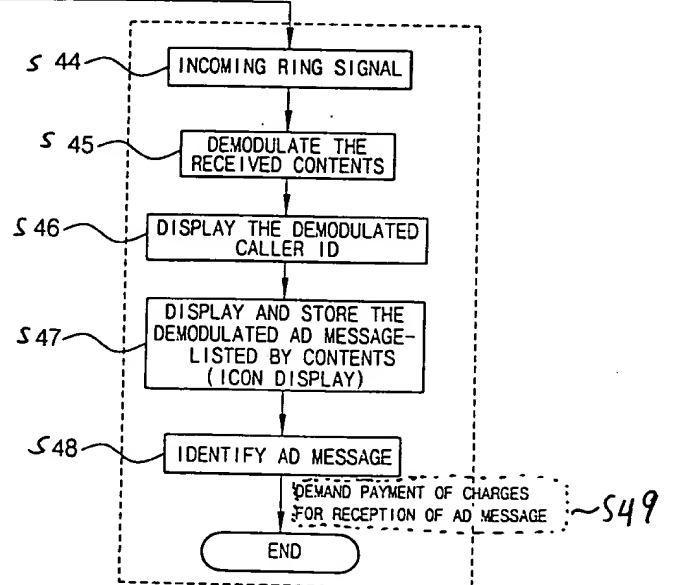 S 44
INCOMING RING SIGNAL
S 45
DEMODULATE THE
RECEIVED CONTENTS
S46
DISPLAY THE DEMODULATED
CALLER ID
S47
DISPLAY AND STORE THE
DEMODULATED AD MESSAGE-
LISTED BY CONTENTS
(ICON DISPLAY)
S48
IDENTIFY AD MESSAGE
DEMAND PAYMENT OF CHARGES
FOR RECEPTION OF AD MESSAGE
S49
END